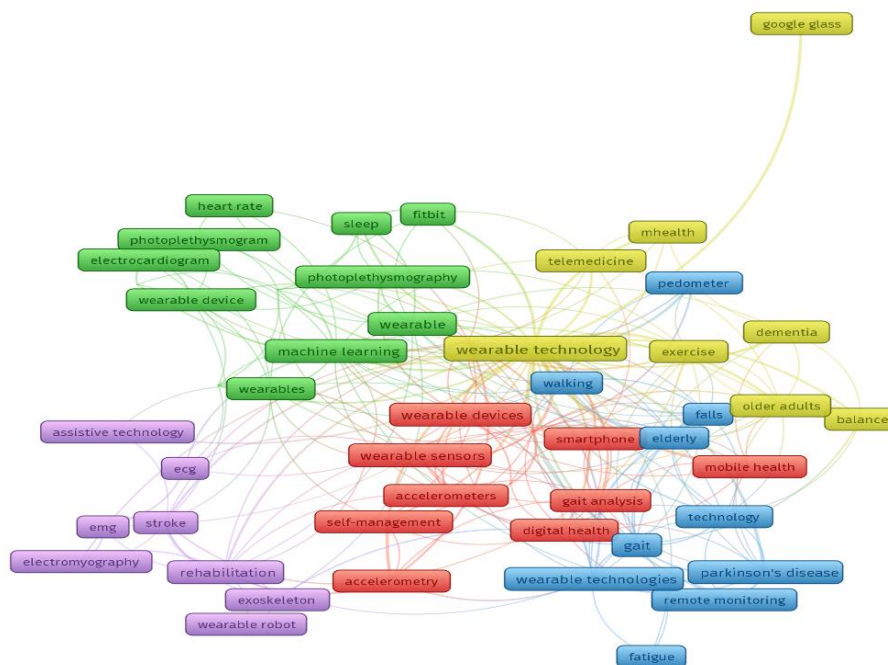 google glass
heart rate
fitbit
sleep
mhealth
photoplethysmogram
electrocardiogram
telemedicine
photoplethysmography
pedometer
wearable device
wearable
dementia
machine learning
wearable technology
exercise
wearables
walking
older adults
wearable devices
falls
balance
assistive technology
smartphone
elderly
wearable sensors
ecg
mobile health
accelerometers
gait analysis
self-management
technology
emg
stroke
digital health
gait
electromyography
rehabilitation
accelerometry
wearable technologies
parkinson's disease
exoskeleton
remote monitoring
wearable robot
fatigue